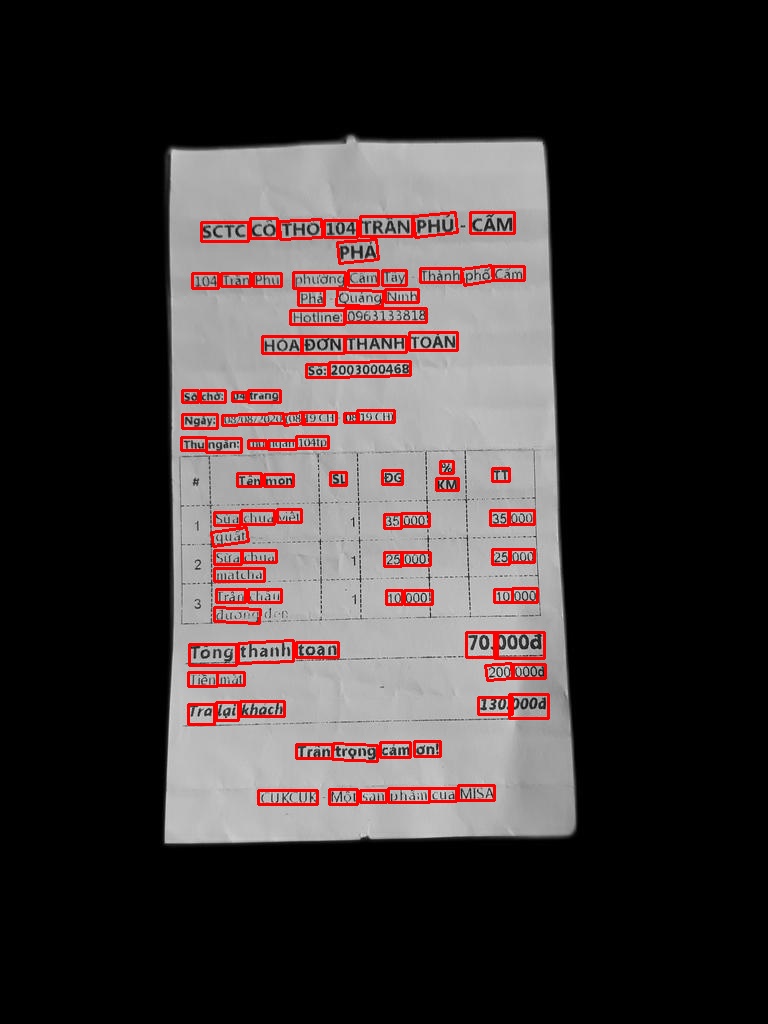 SCTC CÔ THƠ 104 TRẦN PHÚ - CẨM
PHẢ
104 Trần Phú - phường Cẩm Tây - Thành phố Cẩm
Phả - Quảng Ninh
Hotline: 0963133818
HÓA ĐƠN THANH TOÁN
Số: 2003000468
Số chờ: 04 trang
Ngày: 08/08/2020 (08:19 CH - 08:19 CH)
Thu ngân: thu ngân 104tp
# Tên món SL ĐG % KM TT
1 Sữa chua việt quất 1 35.000 35.000
2 Sữa chua matcha 1 25.000 25.000
3 Trân châu đường đen 1 10.000 10.000
Tổng thanh toán 70.000đ
Tiền mặt 200.000đ
Trả lại khách 130.000đ
Trân trọng cảm ơn!
CUKCUK - Một sản phẩm của MISA